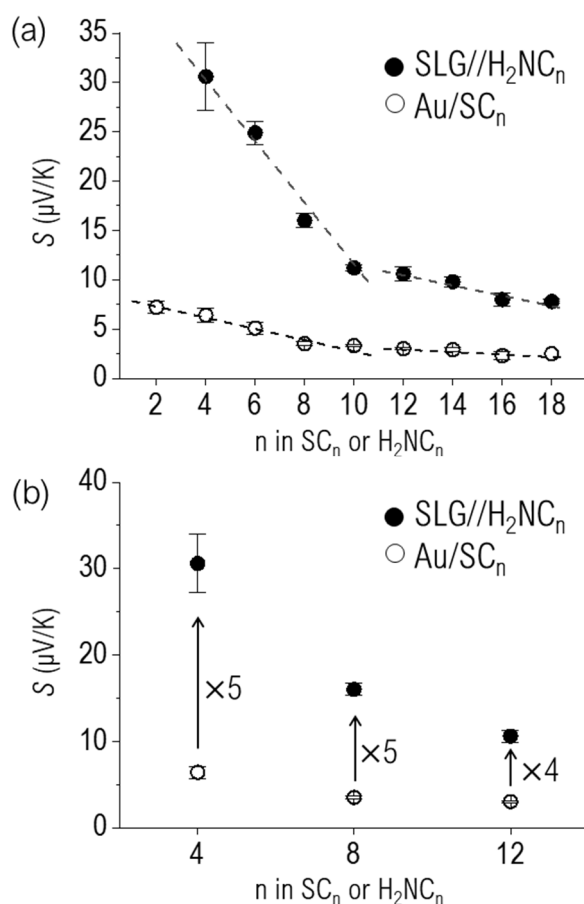 (a)
35
30
25
20
15
10
5
0
S (μV/K)
SLG//H₂NCₙ
Au/SCₙ
2 4 6 8 10 12 14 16 18
n in SCₙ or H₂NCₙ
(b)
40
30
20
10
0
S (μV/K)
SLG//H₂NCₙ
Au/SCₙ
×5
×5
×4
4 8 12
n in SCₙ or H₂NCₙ